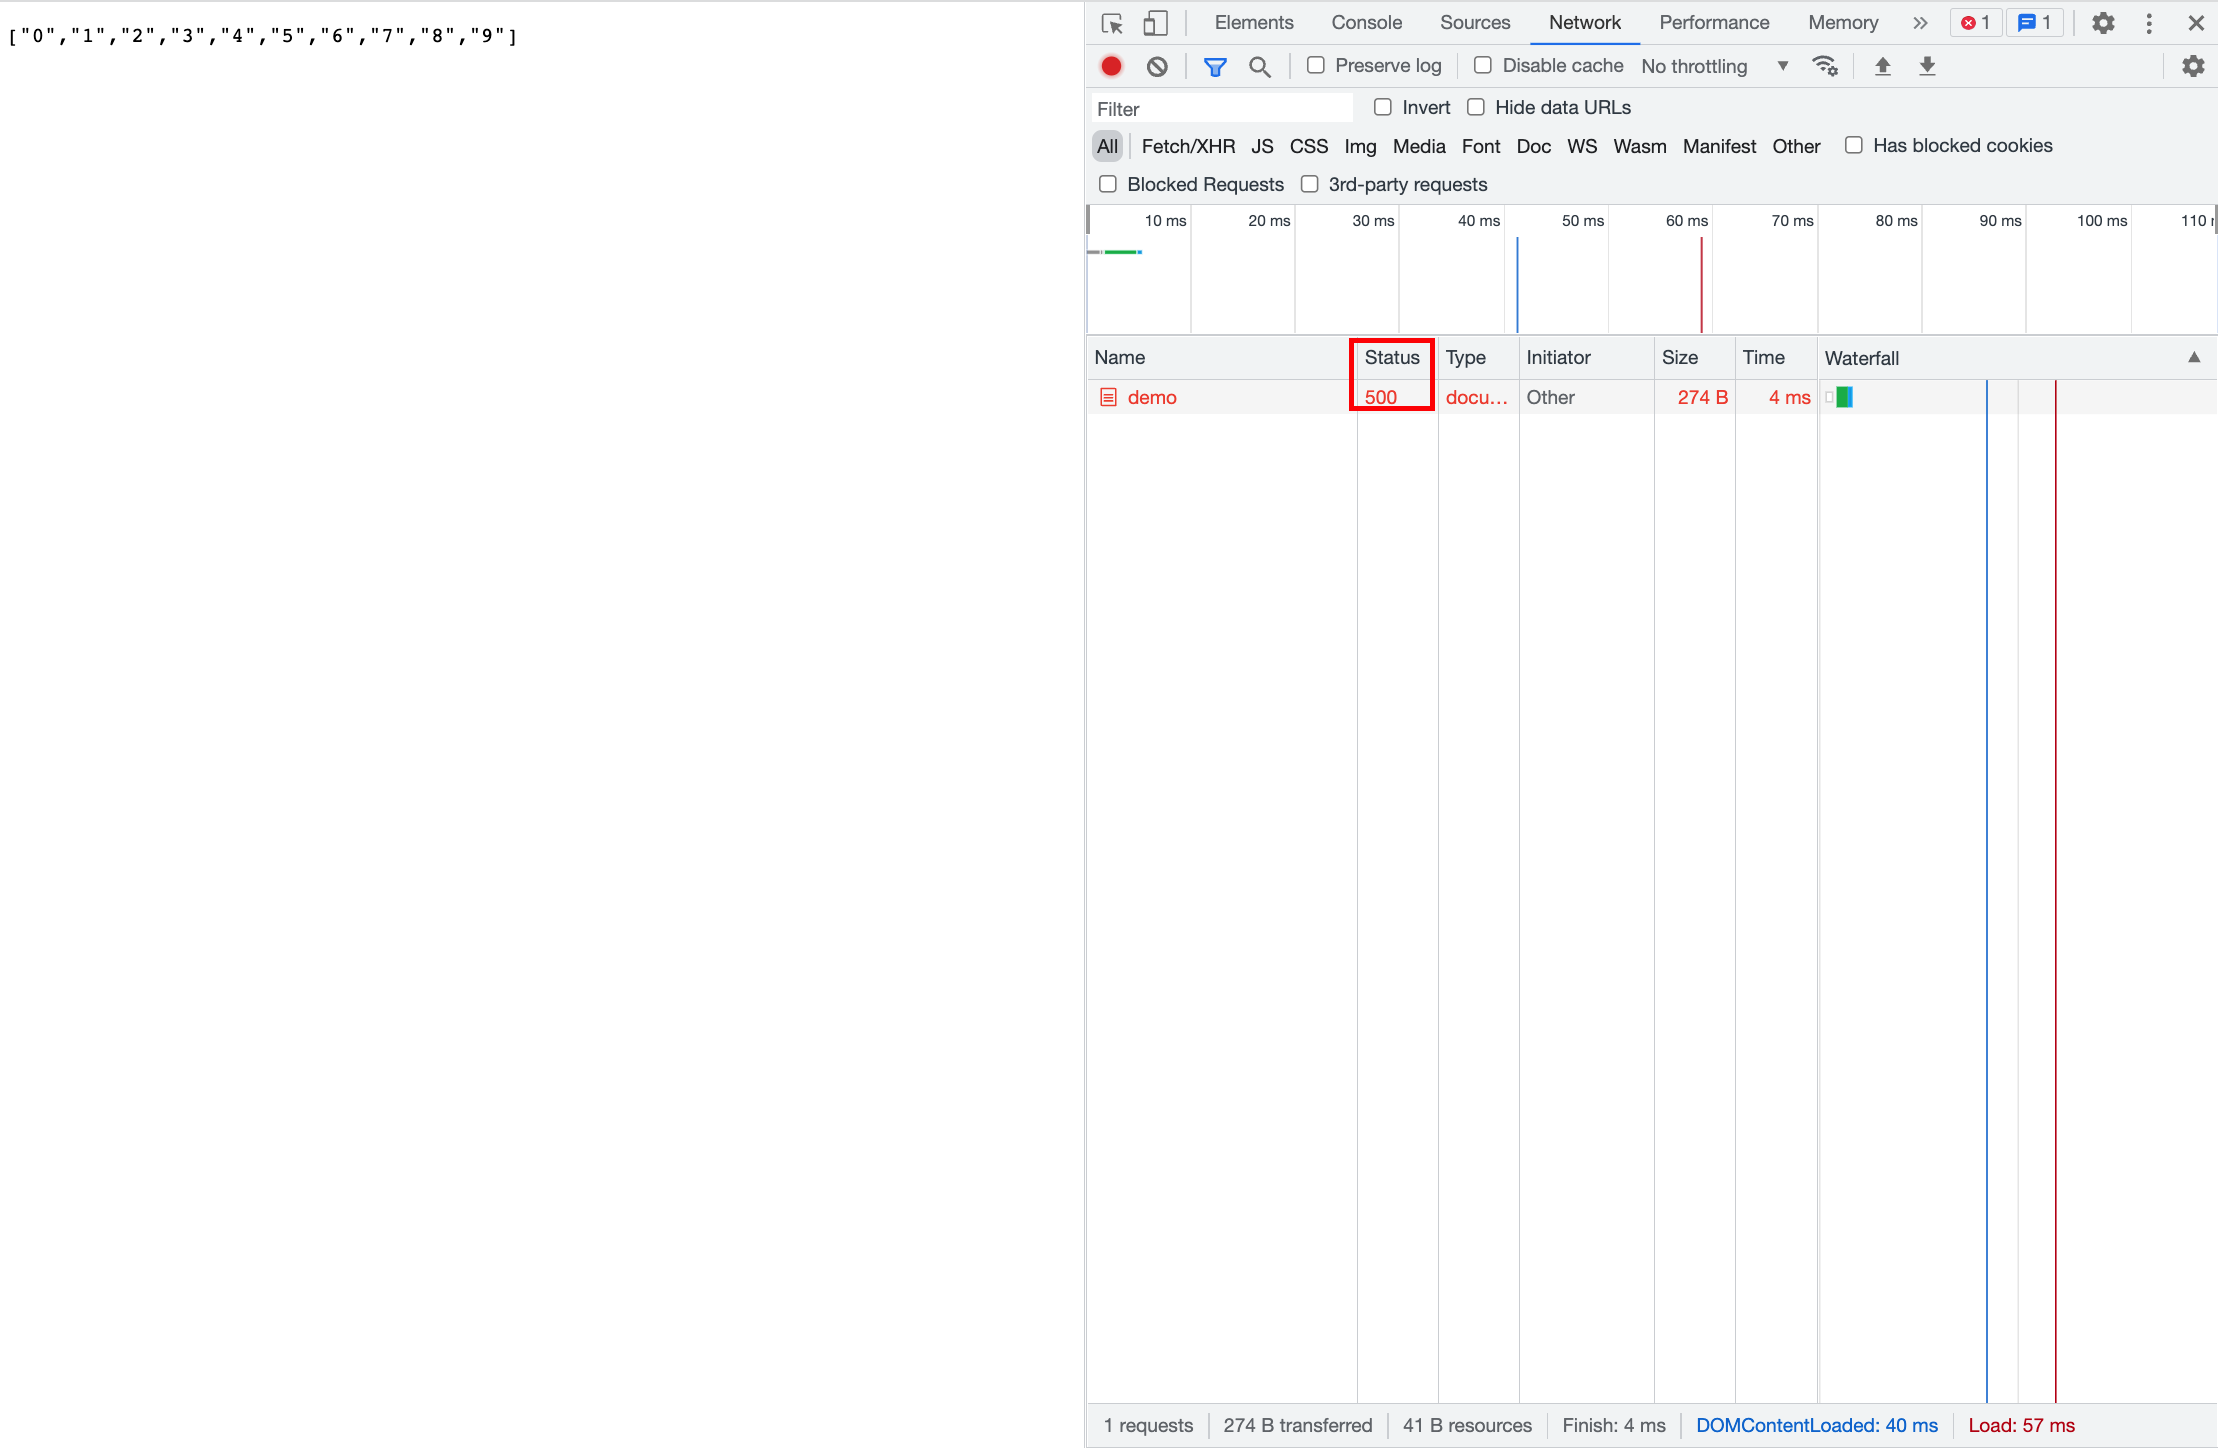 ["0","1","2","3","4","5","6","7","8","9"]
Elements Console Sources Network Performance Memory » 1 1
Preserve log Disable cache No throttling
Filter Invert Hide data URLs
All Fetch/XHR JS CSS Img Media Font Doc WS Wasm Manifest Other Has blocked cookies
Blocked Requests 3rd-party requests
10 ms 20 ms 30 ms 40 ms 50 ms 60 ms 70 ms 80 ms 90 ms 100 ms 110
Name Status Type Initiator Size Time Waterfall
demo 500 docu... Other 274 B 4 ms
1 requests 274 B transferred 41 B resources Finish: 4 ms DOMContentLoaded: 40 ms Load: 57 ms